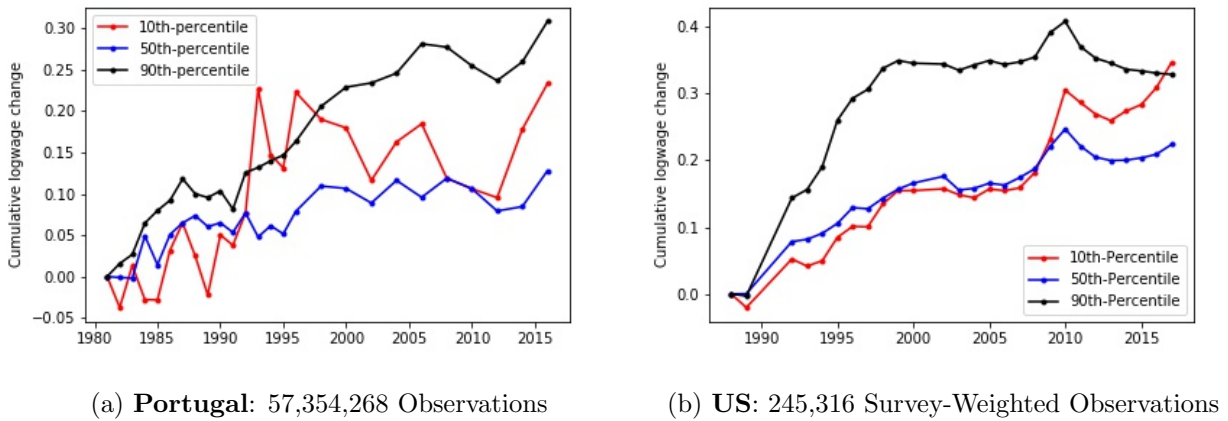 Cumulative logwage change
0.30
0.25
0.20
0.15
0.10
0.05
0.00
−0.05
10th-percentile
50th-percentile
90th-percentile
1980 1985 1990 1995 2000 2005 2010 2015
(a) Portugal: 57,354,268 Observations
Cumulative logwage change
0.4
0.3
0.2
0.1
0.0
10th-Percentile
50th-Percentile
90th-Percentile
1990 1995 2000 2005 2010 2015
(b) US: 245,316 Survey-Weighted Observations